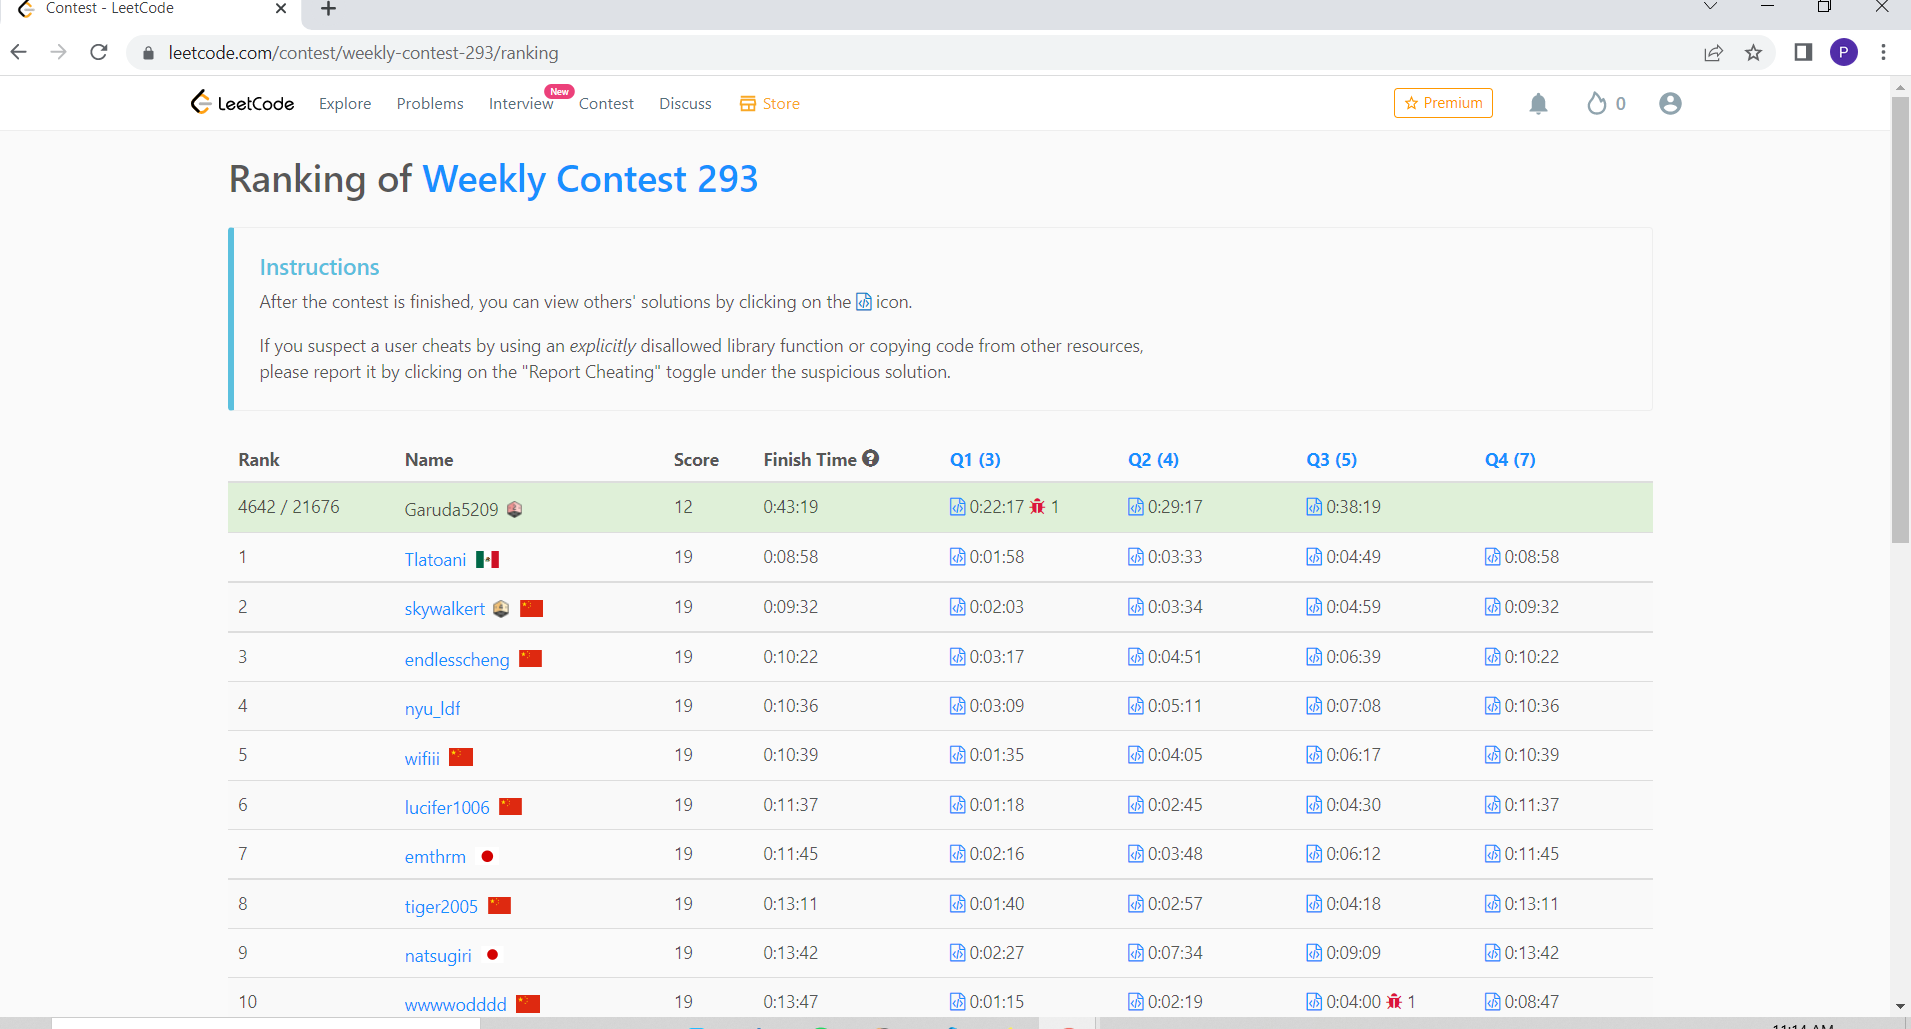 Contest - LeetCode
leetcode.com/contest/weekly-contest-293/ranking
P
LeetCode Explore Problems Interview New Contest Discuss Store Premium 0
Ranking of Weekly Contest 293
Instructions
After the contest is finished, you can view others' solutions by clicking on the icon.
If you suspect a user cheats by using an explicitly disallowed library function or copying code from other resources,
please report it by clicking on the "Report Cheating" toggle under the suspicious solution.
Rank Name Score Finish Time ? Q1 (3) Q2 (4) Q3 (5) Q4 (7)
4642 / 21676 Garuda5209 12 0:43:19 0:22:17 1 0:29:17 0:38:19
1 Tlatoani 19 0:08:58 0:01:58 0:03:33 0:04:49 0:08:58
2 skywalkert 19 0:09:32 0:02:03 0:03:34 0:04:59 0:09:32
3 endlesscheng 19 0:10:22 0:03:17 0:04:51 0:06:39 0:10:22
4 nyu_ldf 19 0:10:36 0:03:09 0:05:11 0:07:08 0:10:36
5 wifiii 19 0:10:39 0:01:35 0:04:05 0:06:17 0:10:39
6 lucifer1006 19 0:11:37 0:01:18 0:02:45 0:04:30 0:11:37
7 emthrm 19 0:11:45 0:02:16 0:03:48 0:06:12 0:11:45
8 tiger2005 19 0:13:11 0:01:40 0:02:57 0:04:18 0:13:11
9 natsugiri 19 0:13:42 0:02:27 0:07:34 0:09:09 0:13:42
10 wwwwodddd 19 0:13:47 0:01:15 0:02:19 0:04:00 1 0:08:47